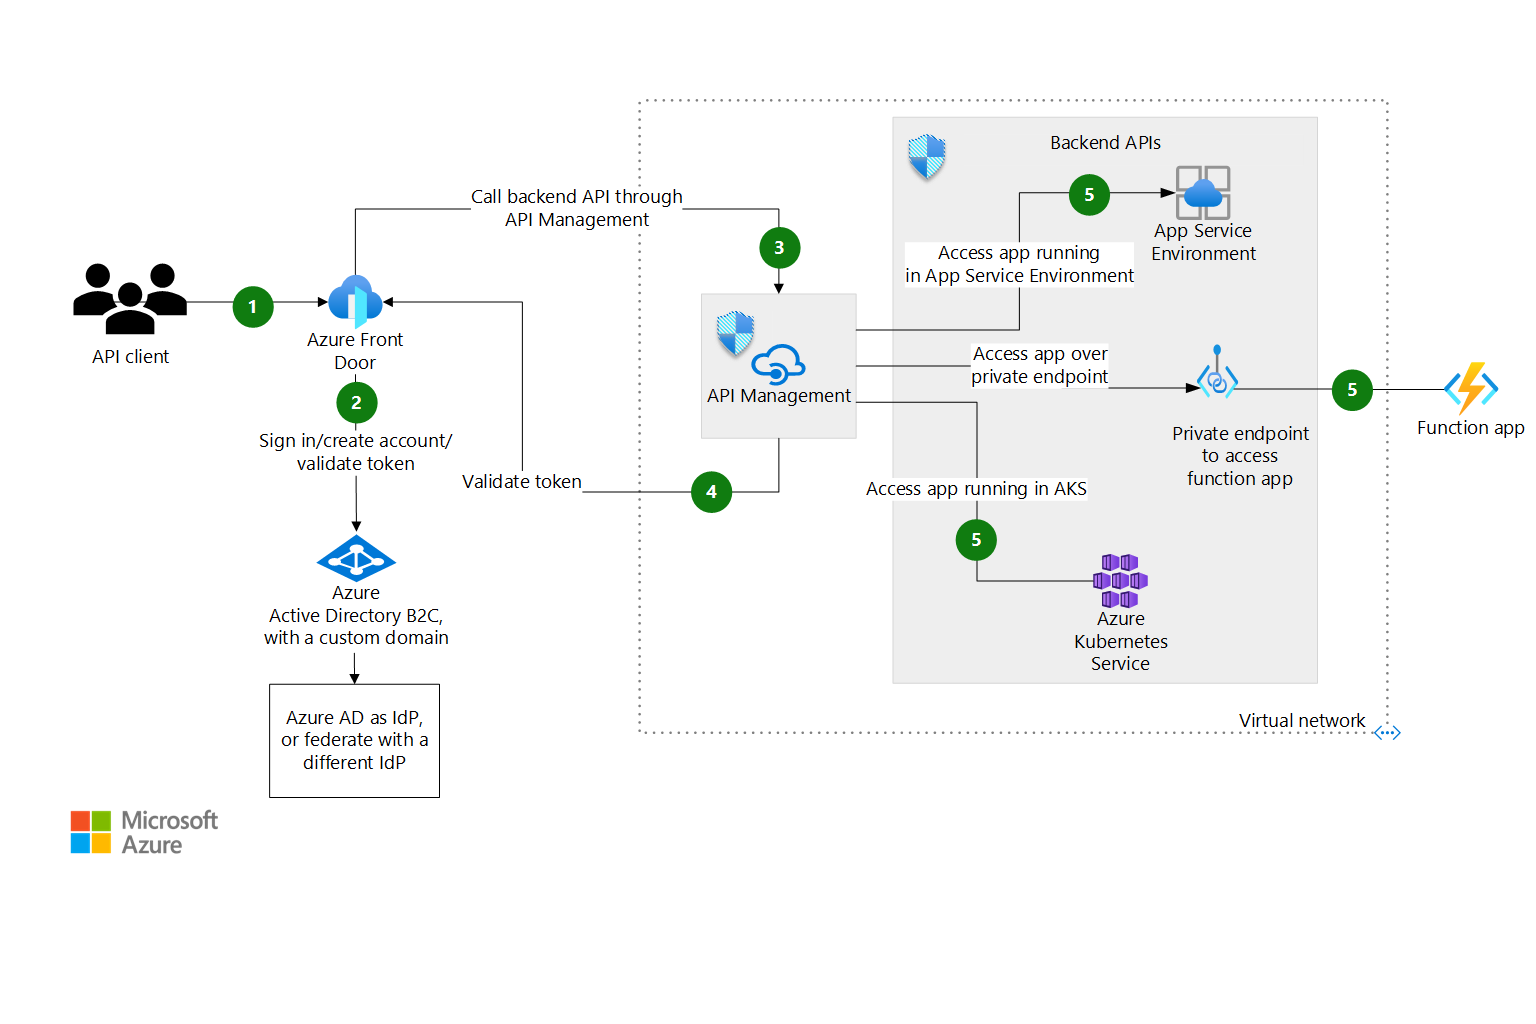 Backend APIs
Call backend API through
API Management
5
3
App Service
Environment
Access app running
in App Service Environment
1
API client
Azure Front
Door
2
Sign in/create account/
validate token
API Management
Access app over
private endpoint
5
Function app
Private endpoint
to access
function app
Validate token
4
Access app running in AKS
5
Azure
Kubernetes
Service
Azure
Active Directory B2C,
with a custom domain
Azure AD as IdP,
or federate with a
different IdP
Virtual network
Microsoft
Azure